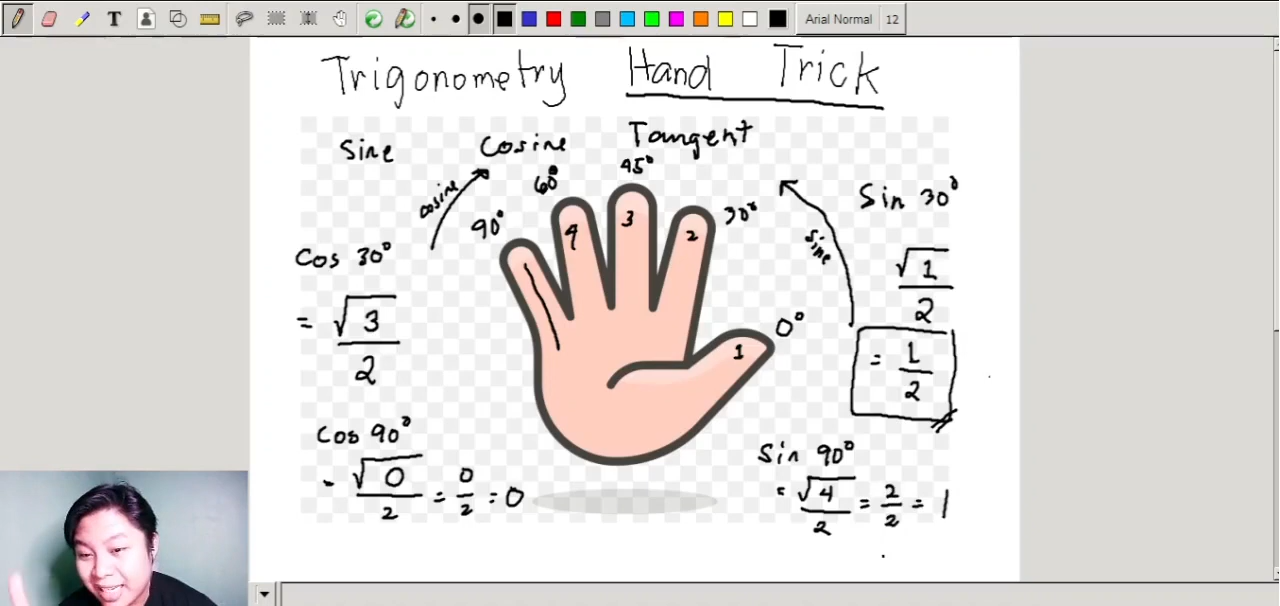 Arial Normal 12
Trigonometry Hand Trick
Sine Cosine Tangent
cosine
90°
60°
45°
30°
0°
sine
4
3
2
1
Cos 30°
= √3
2
Cos 90°
= √0 = 0 = 0
2 2
Sin 30°
√1
2
= 1
2
Sin 90°
= √4 = 2 = 1
2 2